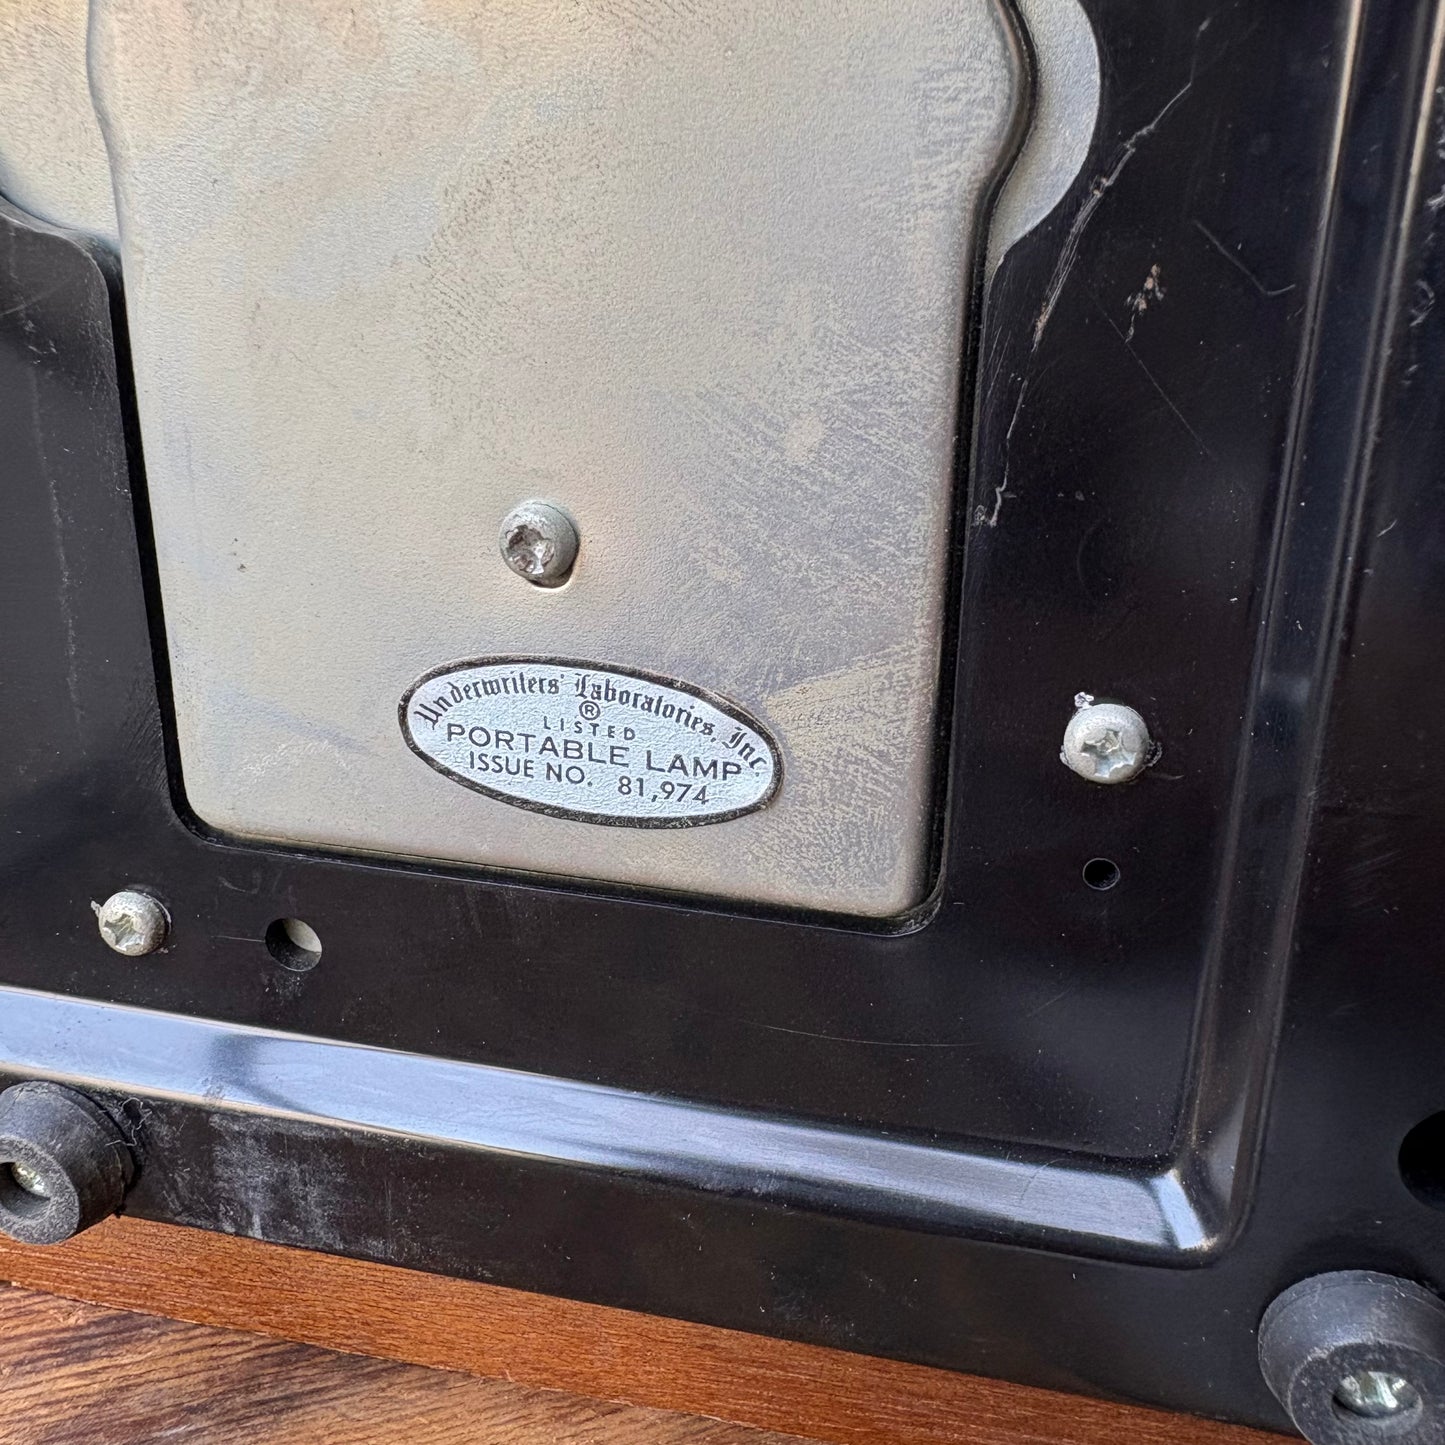 Underwriters' Laboratories, Inc.
®
LISTED
PORTABLE LAMP
ISSUE NO. 81,974